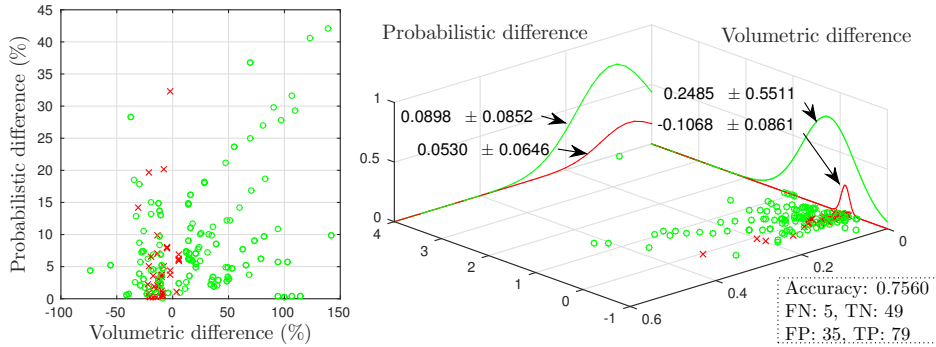 45
40
35
30
25
20
15
10
5
0
-100 -50 0 50 100 150
Probabilistic difference (%)
Volumetric difference (%)
Probabilistic difference
Volumetric difference
0.0898 ± 0.0852
0.0530 ± 0.0646
0.2485 ± 0.5511
-0.1068 ± 0.0861
1
0.5
0
4
3
2
1
0
-1
0.6
0.4
0.2
0
Accuracy: 0.7560
FN: 5, TN: 49
FP: 35, TP: 79